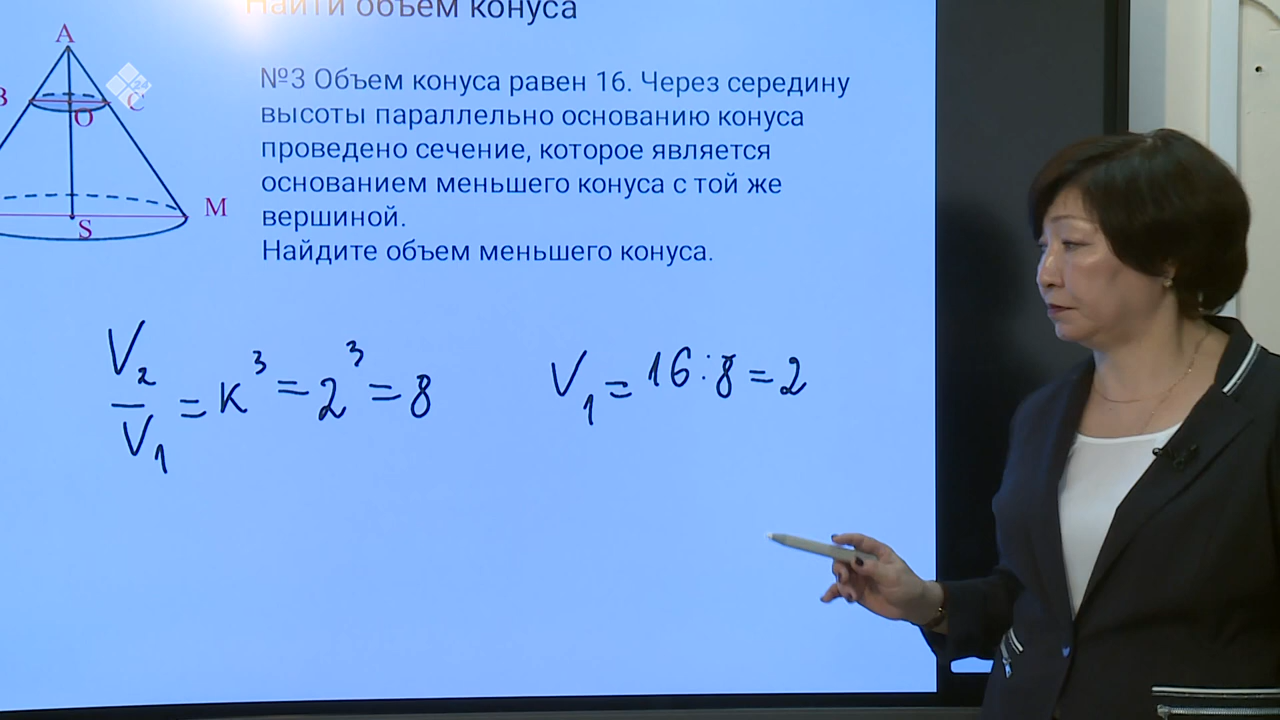 Найти объем конуса
A
B
C
O
M
S
№3 Объем конуса равен 16. Через середину
высоты параллельно основанию конуса
проведено сечение, которое является
основанием меньшего конуса с той же
вершиной.
Найдите объем меньшего конуса.
V₂/V₁ = к³ = 2³ = 8
V₁ = 16 : 8 = 2